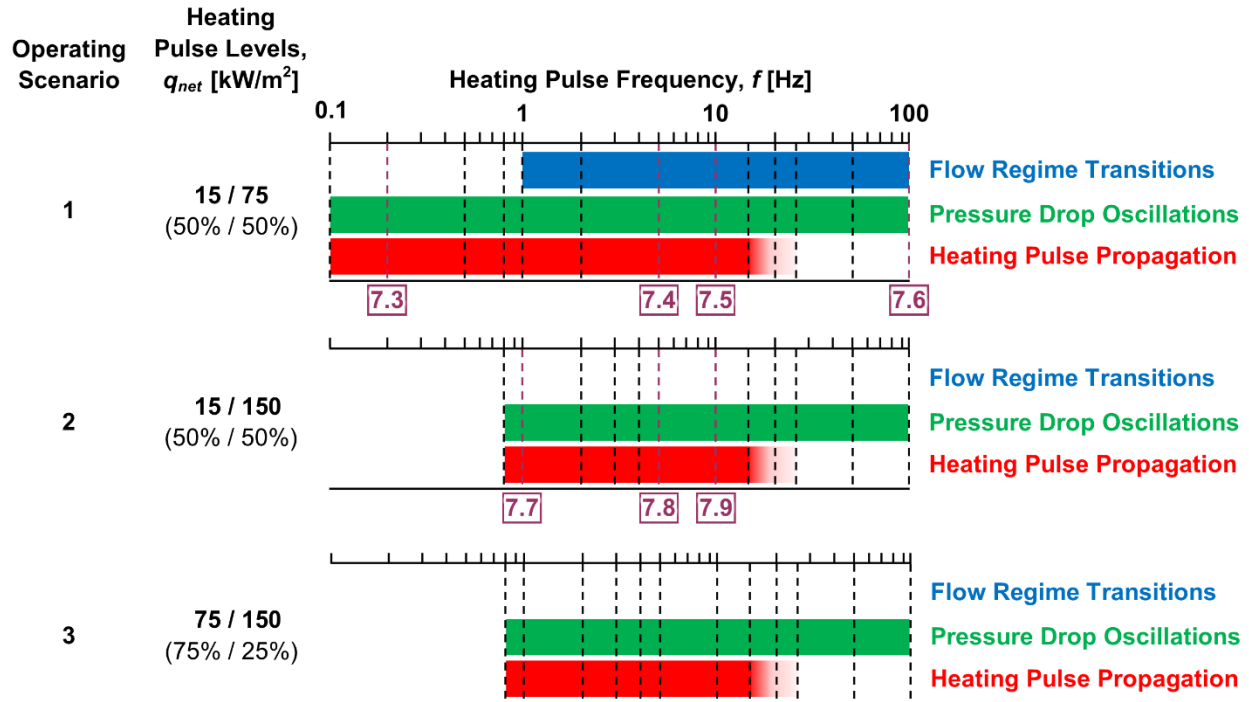 Operating
Scenario
Heating
Pulse Levels,
qnet [kW/m2]
Heating Pulse Frequency, f [Hz]
0.1 1 10 100
1
15 / 75
(50% / 50%)
Flow Regime Transitions
Pressure Drop Oscillations
Heating Pulse Propagation
7.3 7.4 7.5 7.6
2
15 / 150
(50% / 50%)
Flow Regime Transitions
Pressure Drop Oscillations
Heating Pulse Propagation
7.7 7.8 7.9
3
75 / 150
(75% / 25%)
Flow Regime Transitions
Pressure Drop Oscillations
Heating Pulse Propagation